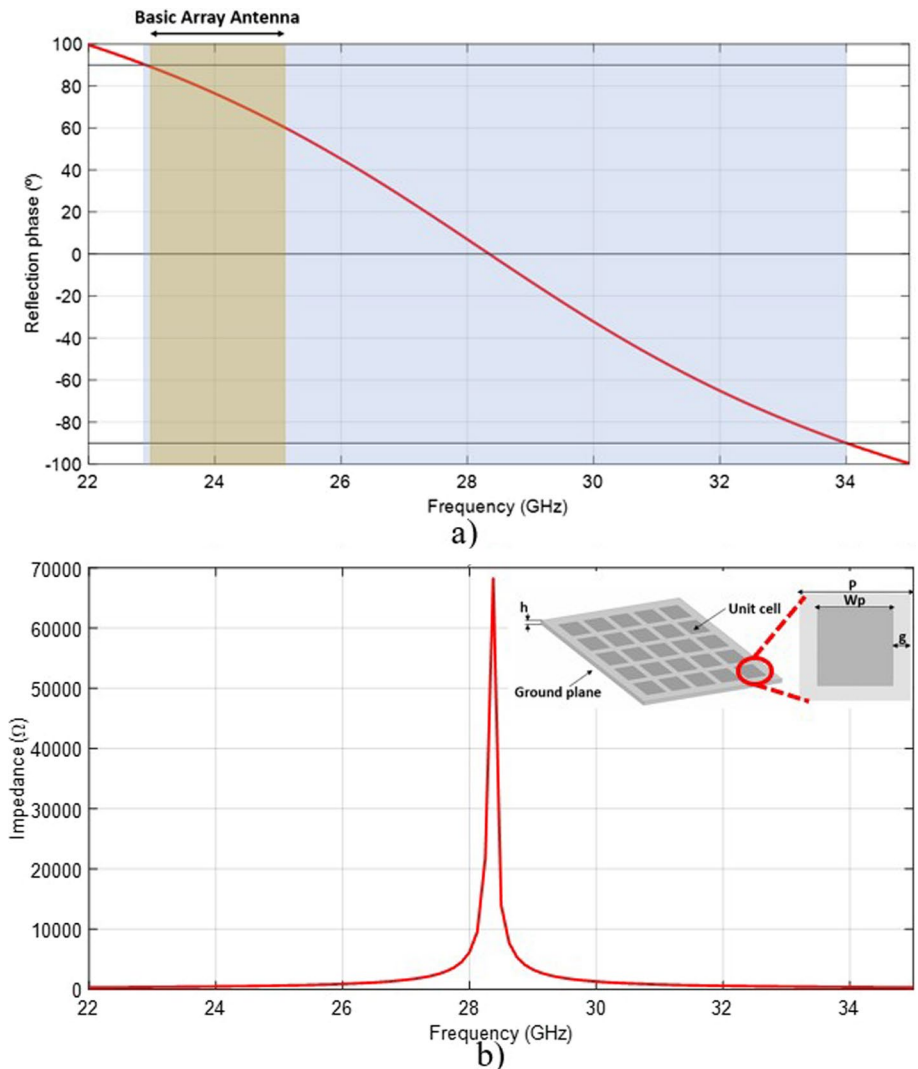 Basic Array Antenna
100
80
60
40
20
0
-20
-40
-60
-80
-100
Reflection phase (º)
22 24 26 28 30 32 34
Frequency (GHz)
a)
70000
60000
50000
40000
30000
20000
10000
0
Impedance (Ω)
h
Unit cell
Ground plane
P
Wp
g
22 24 26 28 30 32 34
Frequency (GHz)
b)